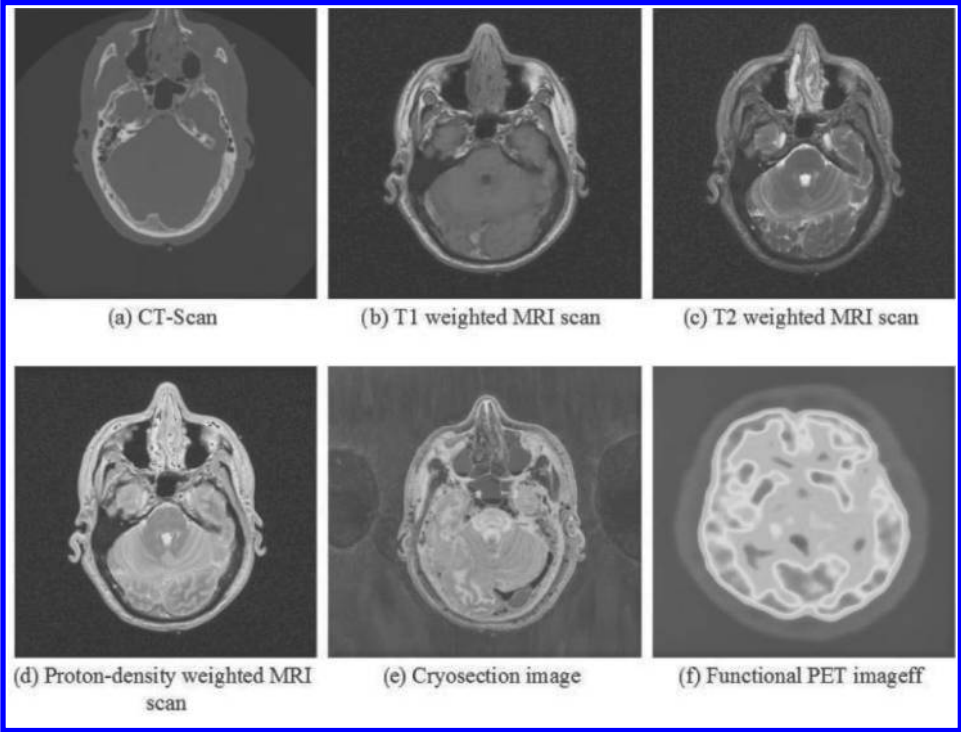 (a) CT-Scan
(b) T1 weighted MRI scan
(c) T2 weighted MRI scan
(d) Proton-density weighted MRI
scan
(e) Cryosection image
(f) Functional PET imageff